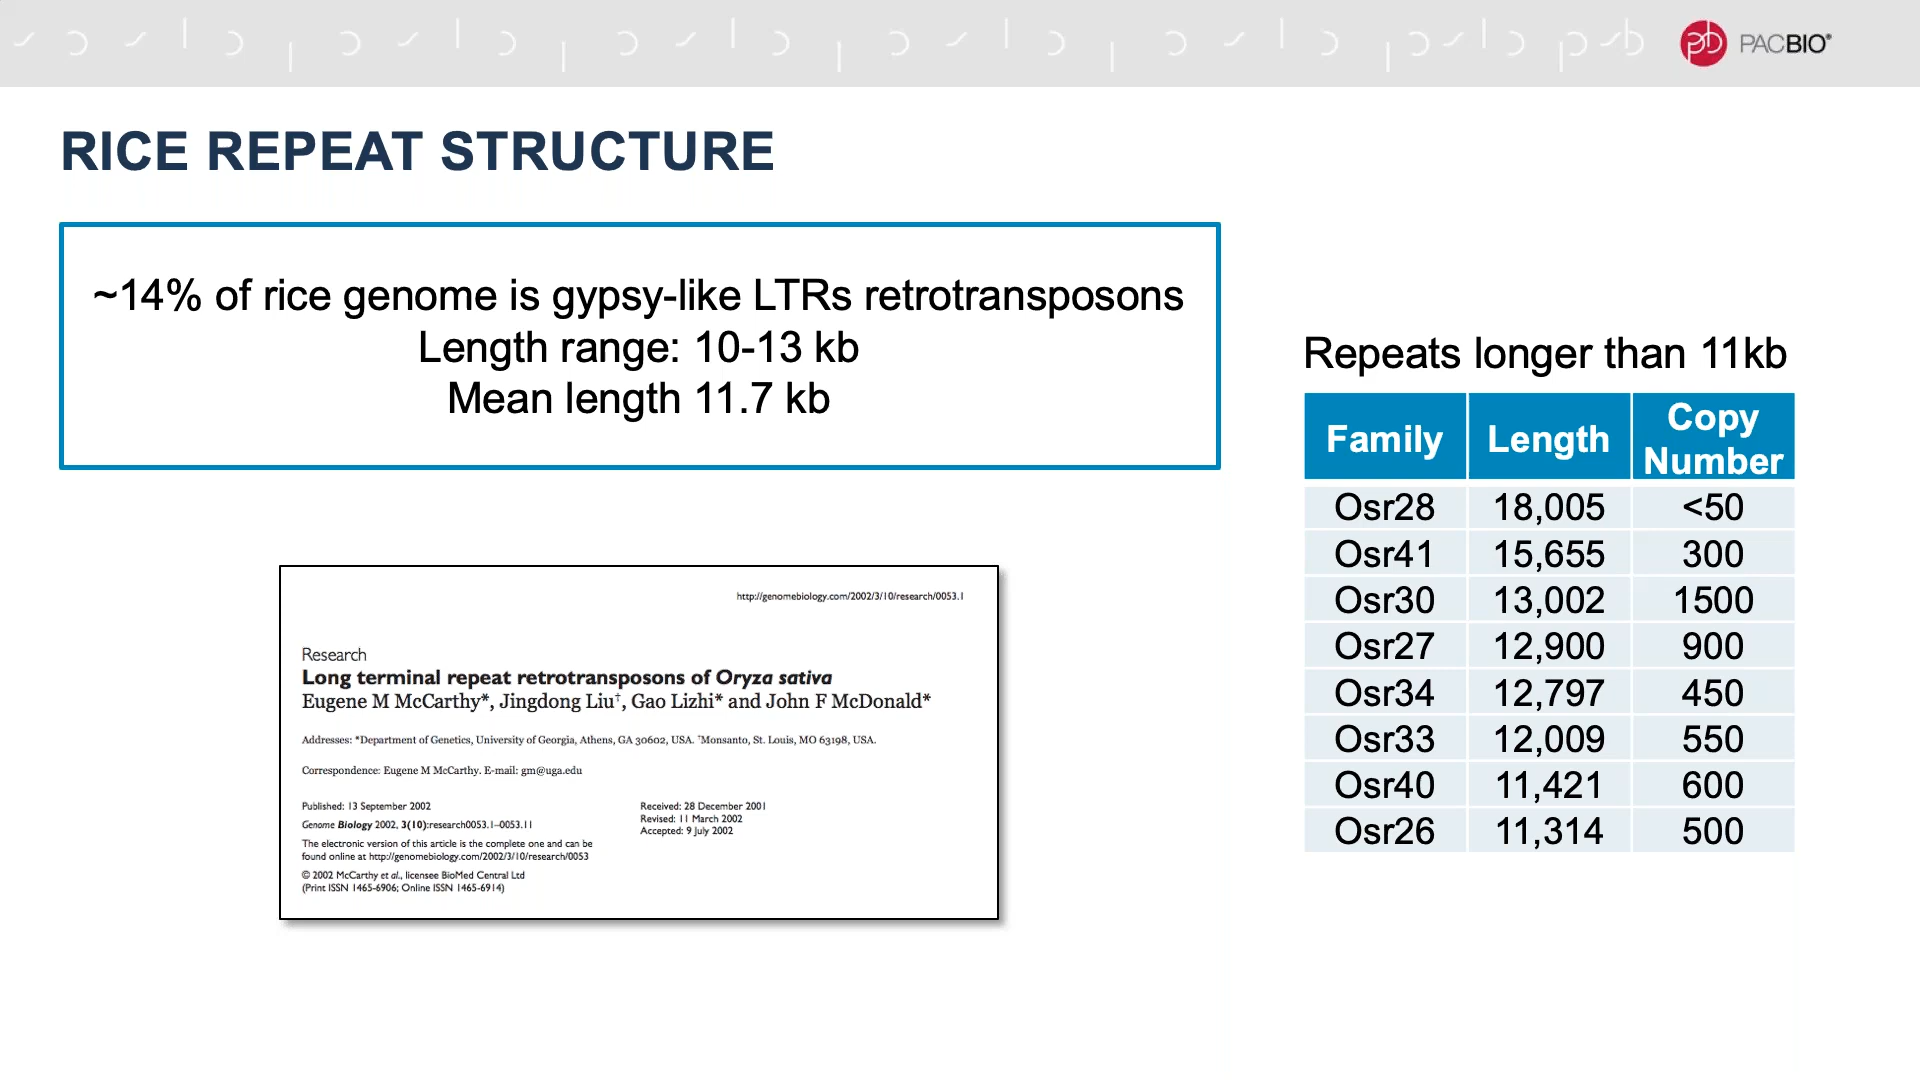 PACBIO®
RICE REPEAT STRUCTURE
~14% of rice genome is gypsy-like LTRs retrotransposons
Length range: 10-13 kb
Mean length 11.7 kb
http://genomebiology.com/2002/3/10/research/0053.1
Research
Long terminal repeat retrotransposons of Oryza sativa
Eugene M McCarthy*, Jingdong Liu†, Gao Lizhi* and John F McDonald*
Addresses: *Department of Genetics, University of Georgia, Athens, GA 30602, USA. †Monsanto, St. Louis, MO 63198, USA.
Correspondence: Eugene M McCarthy. E-mail: gm@uga.edu
Published: 13 September 2002
Genome Biology 2002, 3(10):research0053.1–0053.11
The electronic version of this article is the complete one and can be
found online at http://genomebiology.com/2002/3/10/research/0053
© 2002 McCarthy et al., licensee BioMed Central Ltd
(Print ISSN 1465-6906; Online ISSN 1465-6914)
Received: 28 December 2001
Revised: 11 March 2002
Accepted: 9 July 2002
Repeats longer than 11kb
Family Length Copy Number
Osr28 18,005 <50
Osr41 15,655 300
Osr30 13,002 1500
Osr27 12,900 900
Osr34 12,797 450
Osr33 12,009 550
Osr40 11,421 600
Osr26 11,314 500